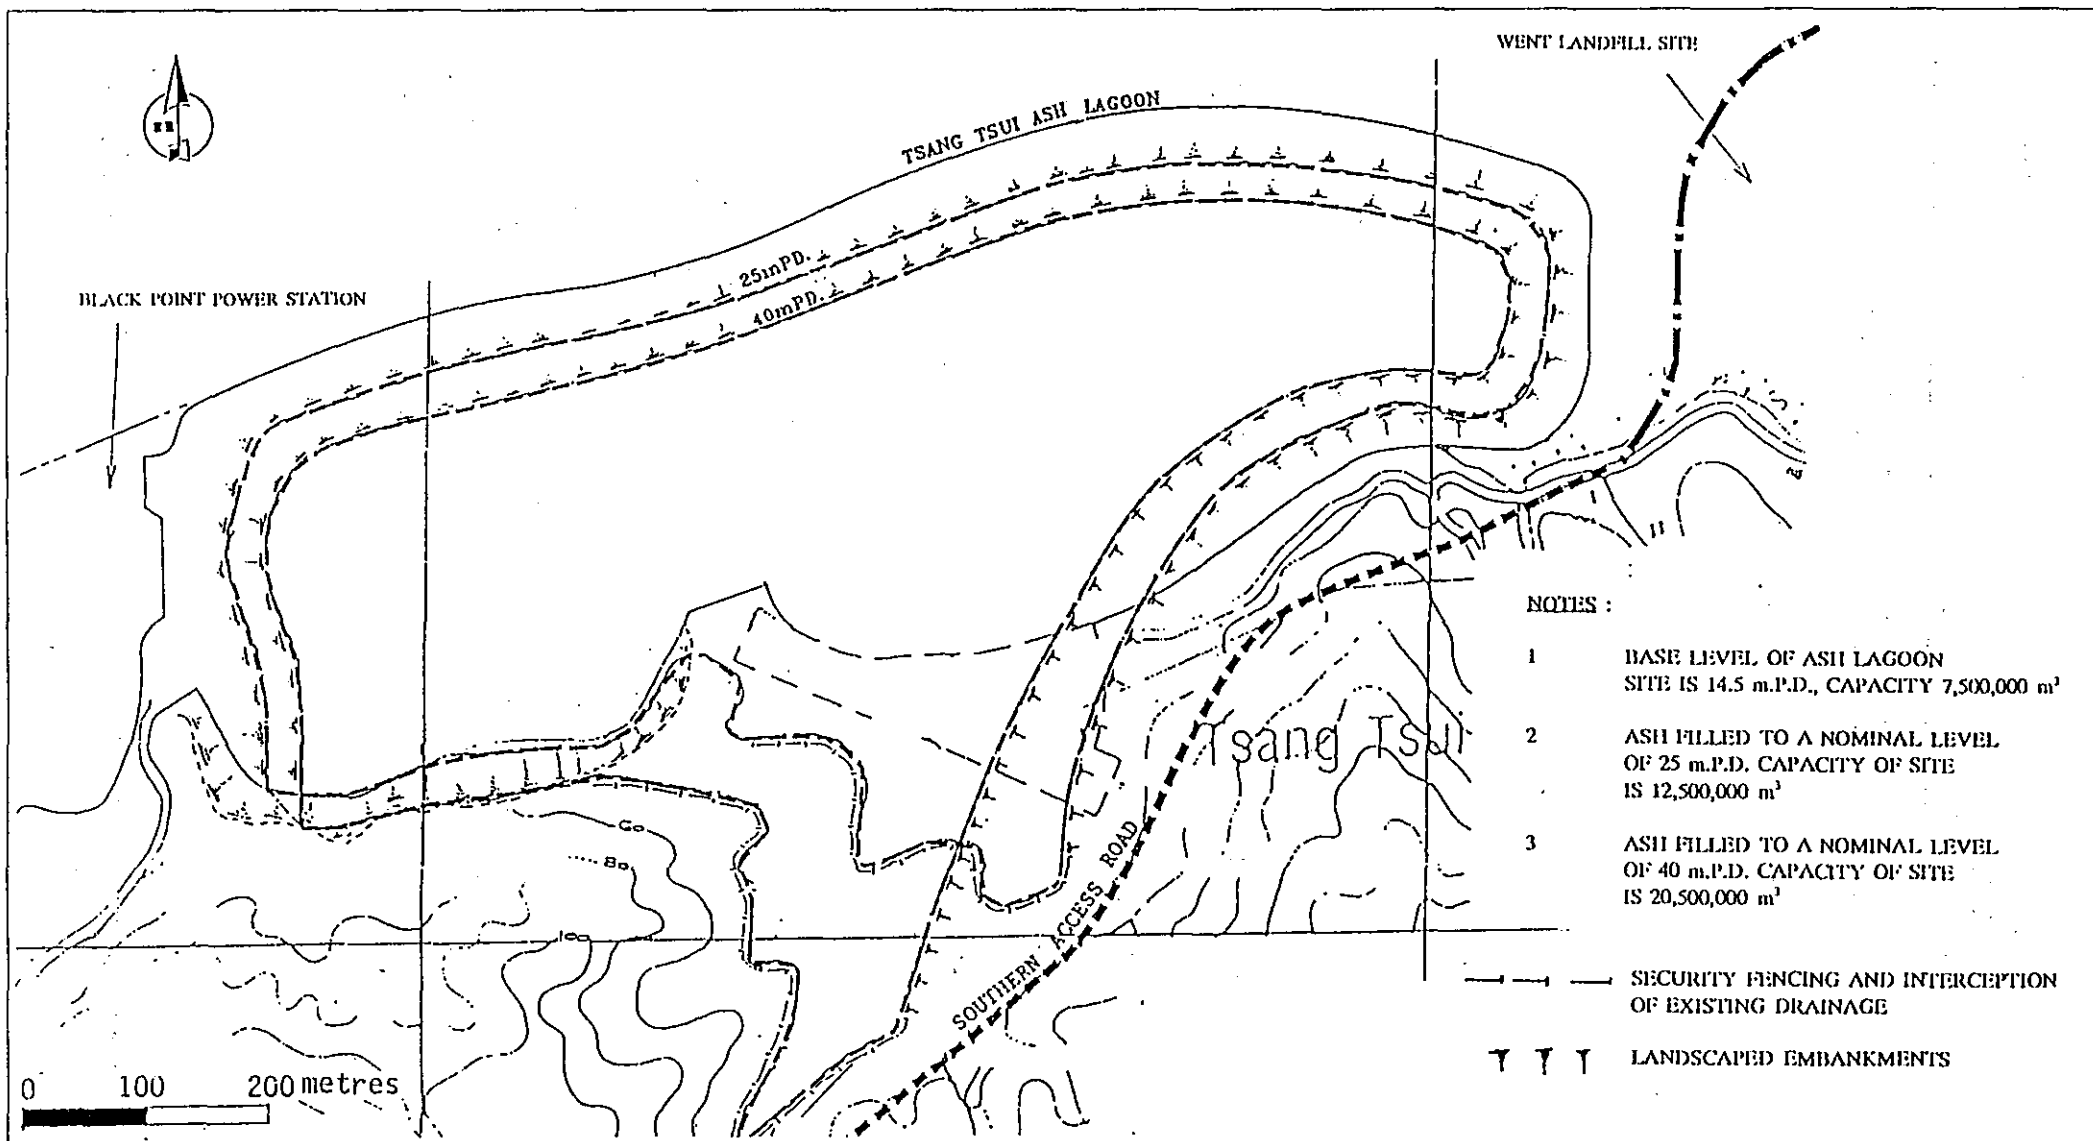 WENT LANDFILL SITE
TSANG TSUI ASH LAGOON
25mPD.
40mPD.
BLACK POINT POWER STATION
NOTES :
1 BASE LEVEL OF ASH LAGOON
SITE IS 14.5 m.P.D., CAPACITY 7,500,000 m³
Tsang Tsui
2 ASH FILLED TO A NOMINAL LEVEL
OF 25 m.P.D. CAPACITY OF SITE
IS 12,500,000 m³
3 ASH FILLED TO A NOMINAL LEVEL
OF 40 m.P.D. CAPACITY OF SITE
IS 20,500,000 m³
60
80
100
SOUTHERN ACCESS ROAD
SECURITY FENCING AND INTERCEPTION
OF EXISTING DRAINAGE
LANDSCAPED EMBANKMENTS
0 100 200 metres